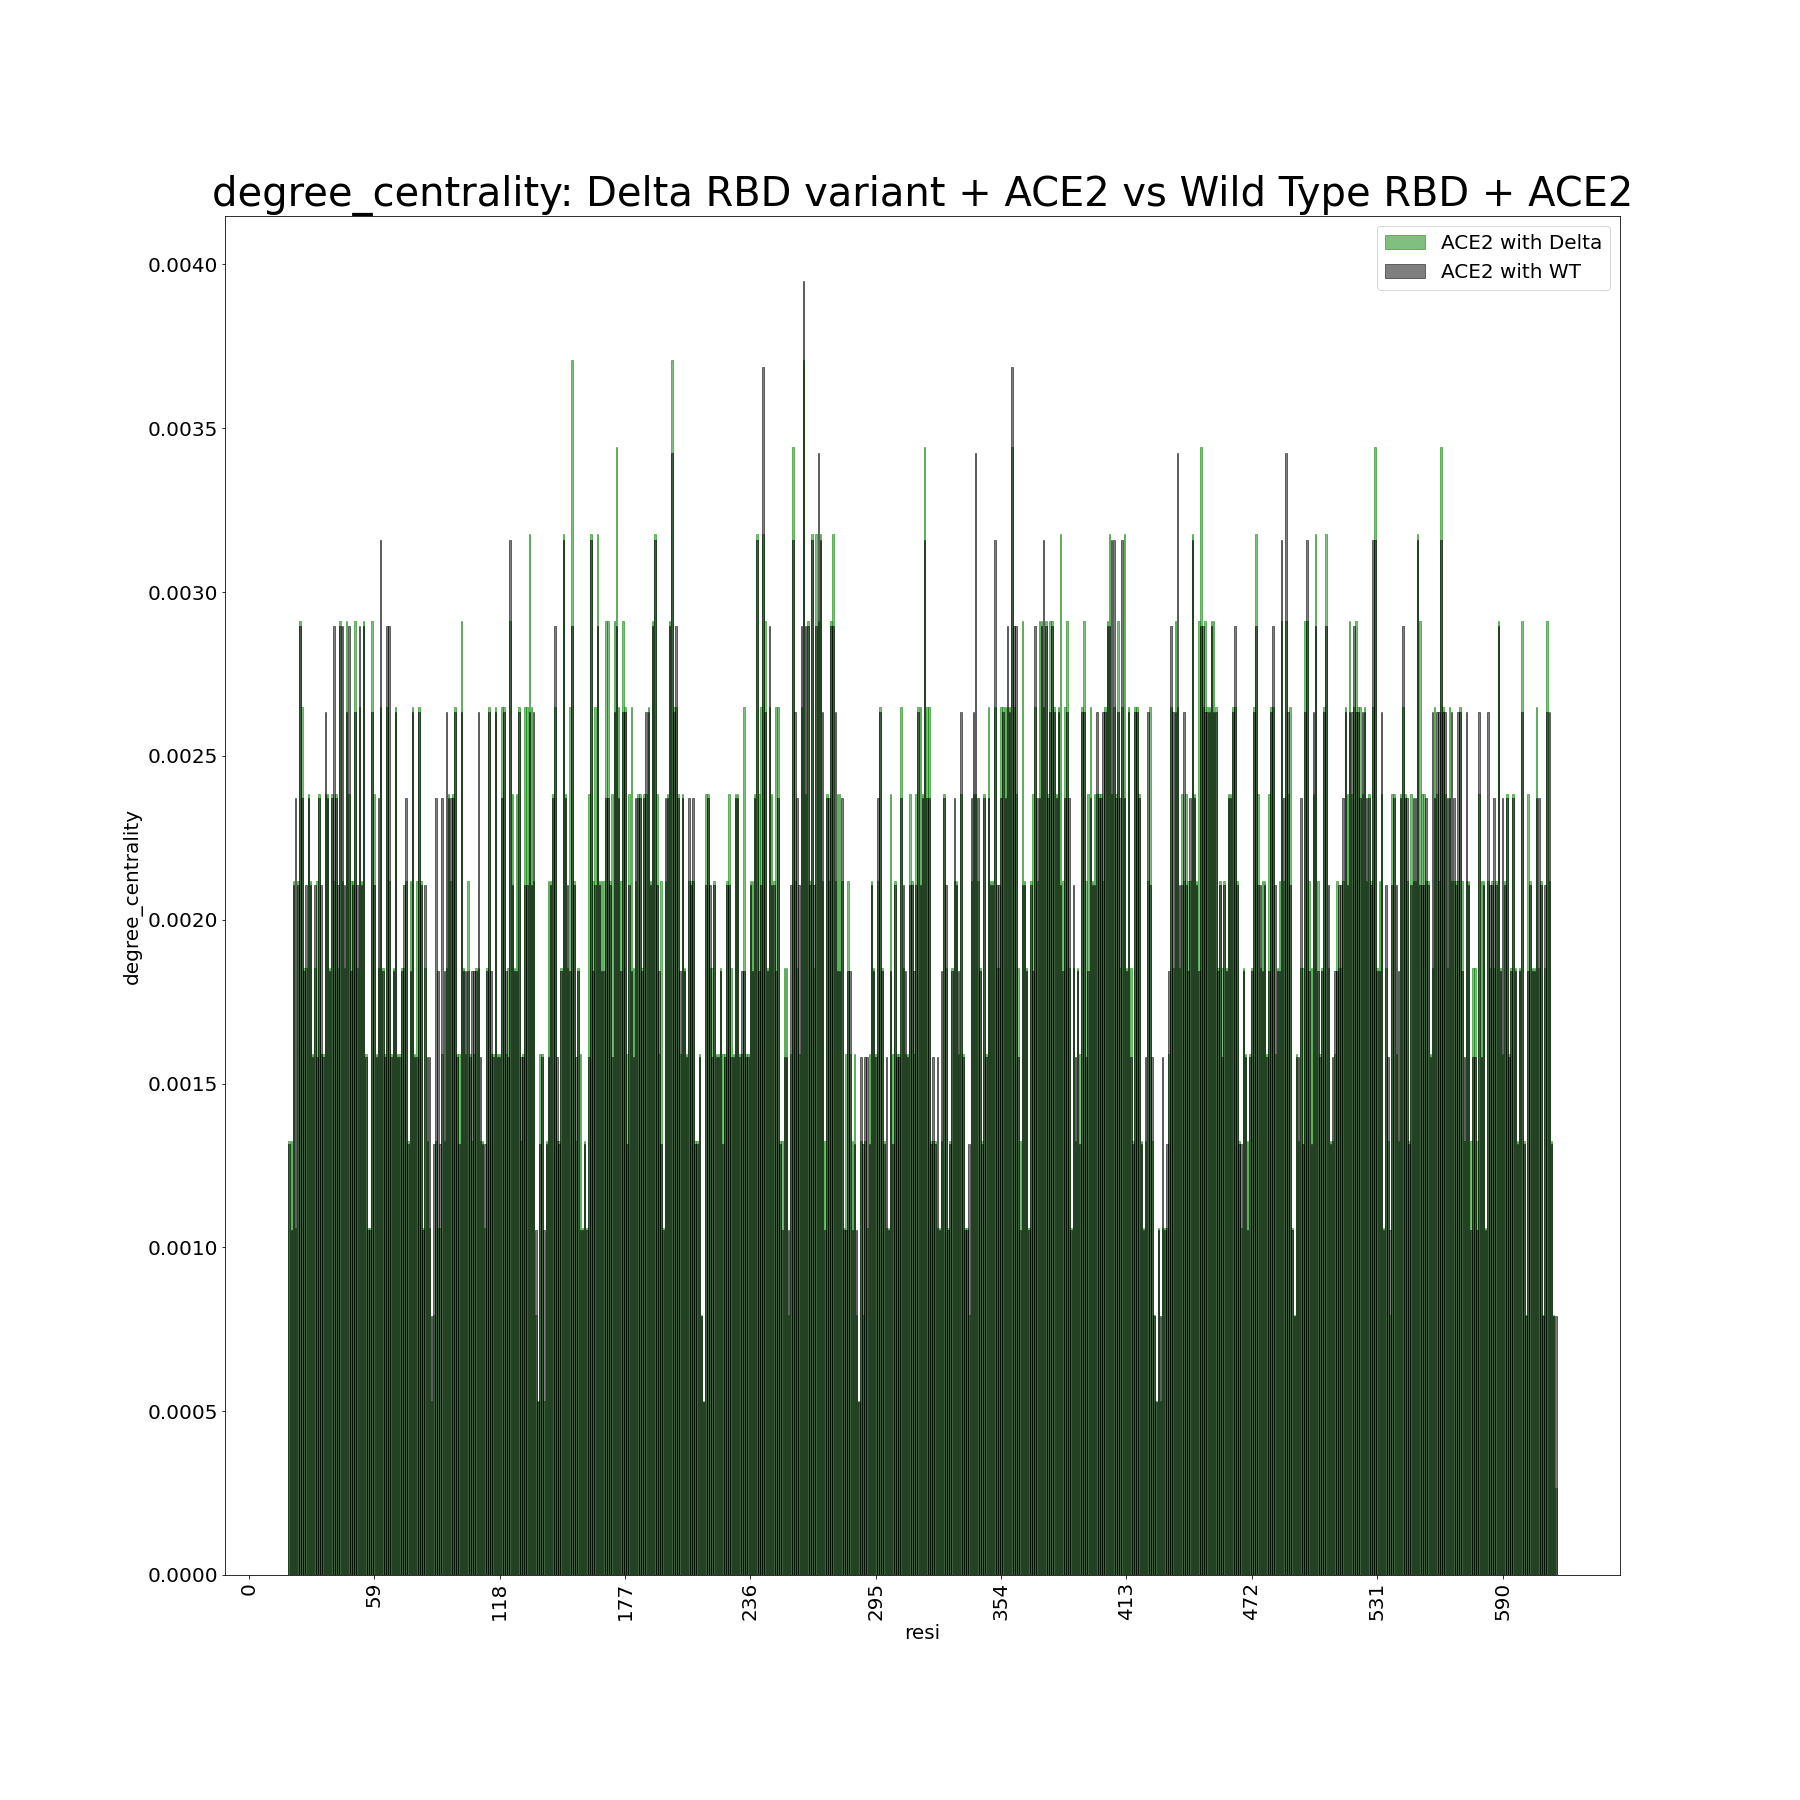 degree_centrality: Delta RBD variant + ACE2 vs Wild Type RBD + ACE2
ACE2 with Delta
ACE2 with WT
0.0040
0.0035
0.0030
0.0025
0.0020
0.0015
0.0010
0.0005
0.0000
degree_centrality
0 59 118 177 236 295 354 413 472 531 590
resi